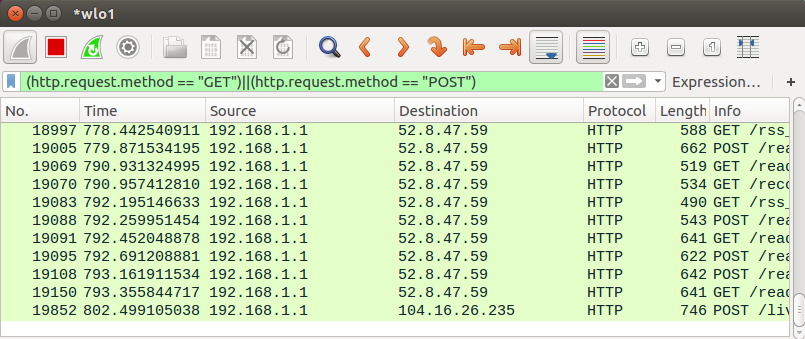 *wlo1
(http.request.method == "GET")||(http.request.method == "POST") Expression… +
No. Time Source Destination Protocol Length Info
18997 778.442540911 192.168.1.1 52.8.47.59 HTTP 588 GET /rss_
19005 779.871534195 192.168.1.1 52.8.47.59 HTTP 662 POST /rea
19069 790.931324995 192.168.1.1 52.8.47.59 HTTP 519 GET /read
19070 790.957412810 192.168.1.1 52.8.47.59 HTTP 534 GET /reco
19083 792.195146633 192.168.1.1 52.8.47.59 HTTP 490 GET /rss_
19088 792.259951454 192.168.1.1 52.8.47.59 HTTP 543 POST /rea
19091 792.452048878 192.168.1.1 52.8.47.59 HTTP 641 GET /read
19095 792.691208881 192.168.1.1 52.8.47.59 HTTP 622 POST /rea
19108 793.161911534 192.168.1.1 52.8.47.59 HTTP 642 POST /rea
19150 793.355844717 192.168.1.1 52.8.47.59 HTTP 641 GET /read
19852 802.499105038 192.168.1.1 104.16.26.235 HTTP 746 POST /liv